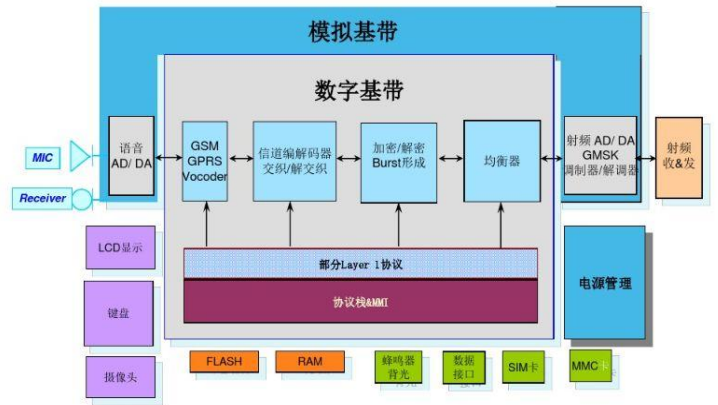 模拟基带
数字基带
MIC
Receiver
语音
AD/ DA
GSM
GPRS
Vocoder
信道编解码器
交织/解交织
加密/解密
Burst形成
均衡器
射频 AD/ DA
GMSK
调制器/解调器
射频
收&发
部分Layer 1协议
协议栈&MMI
LCD显示
键盘
摄像头
电源管理
FLASH
RAM
蜂鸣器
背光
数据
接口
SIM卡
MMC卡